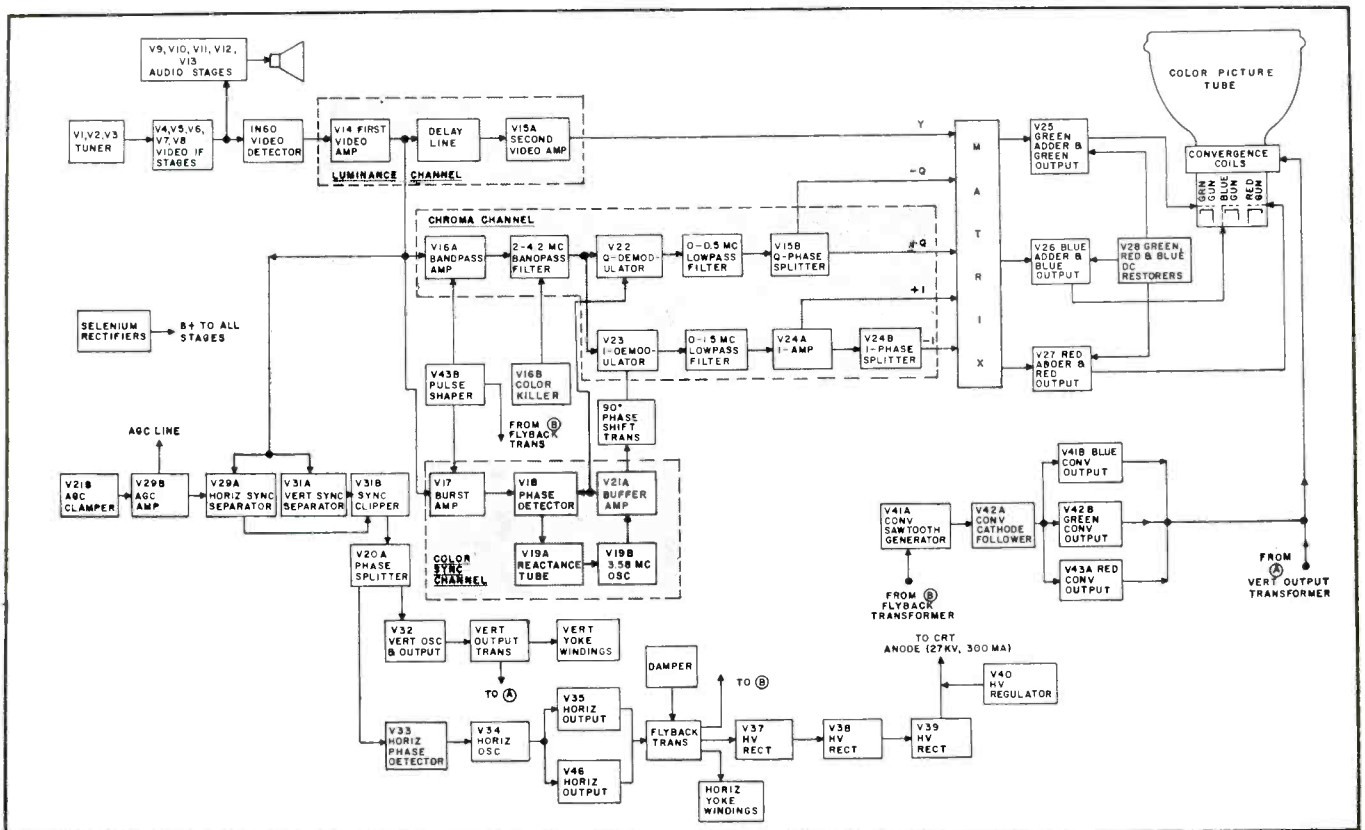 V9, V10, V11, V12,
V13
AUDIO STAGES
COLOR PICTURE
TUBE
V1, V2, V3
TUNER
V4, V5, V6,
V7, V8
VIDEO IF
STAGES
IN60
VIDEO
DETECTOR
V14 FIRST
VIDEO
AMP
DELAY
LINE
V15A
SECOND
VIDEO AMP
LUMINANCE CHANNEL
Y
M
A
T
R
I
X
V25
GREEN
ADDER &
GREEN
OUTPUT
CONVERGENCE
COILS
GRN
GUN
BLUE
GUN
RED
GUN
-Q
CHROMA CHANNEL
V16A
BANDPASS
AMP
2-4.2 MC
BANDPASS
FILTER
V22
Q-DEMOD-
ULATOR
0-0.5 MC
LOWPASS
FILTER
V15B
Q-PHASE
SPLITTER
-Q
V26 BLUE
ADDER &
BLUE
OUTPUT
V28 GREEN,
RED & BLUE
DC
RESTORERS
+I
SELENIUM
RECTIFIERS
B+ TO ALL
STAGES
V23
I-DEMOD-
ULATOR
0-1.5 MC
LOWPASS
FILTER
V24A
I-AMP
V24B
I-PHASE
SPLITTER
-I
V27 RED
ADDER &
RED
OUTPUT
V43B
PULSE
SHAPER
V16B
COLOR
KILLER
90°
PHASE
SHIFT
TRANS
FROM B
FLYBACK
TRANS
AGC LINE
V21B
AGC
CLAMPER
V29B
AGC
AMP
V29A
HORIZ SYNC
SEPARATOR
V31A
VERT SYNC
SEPARATOR
V31B
SYNC
CLIPPER
V17
BURST
AMP
V18
PHASE
DETECTOR
V21A
BUFFER
AMP
V41B BLUE
CONV
OUTPUT
V41A
CONV
SAWTOOTH
GENERATOR
V42A
CONV
CATHODE
FOLLOWER
V42B
GREEN
CONV
OUTPUT
V20A
PHASE
SPLITTER
COLOR
SYNC
CHANNEL
V19A
REACTANCE
TUBE
V19B
3.58 MC
OSC
V43A RED
CONV
OUTPUT
FROM
A
VERT OUTPUT
TRANSFORMER
FROM B
FLYBACK
TRANSFORMER
V32
VERT OSC
& OUTPUT
VERT
OUTPUT
TRANS
VERT
YOKE
WINDINGS
TO A
TO CRT
ANODE (27KV, 300 MA)
DAMPER
TO B
V40
HV
REGULATOR
V33
HORIZ
PHASE
DETECTOR
V34
HORIZ
OSC
V35
HORIZ
OUTPUT
FLYBACK
TRANS
V37
HV
RECT
V38
HV
RECT
V39
HV
RECT
V46
HORIZ
OUTPUT
HORIZ
YOKE
WINDINGS